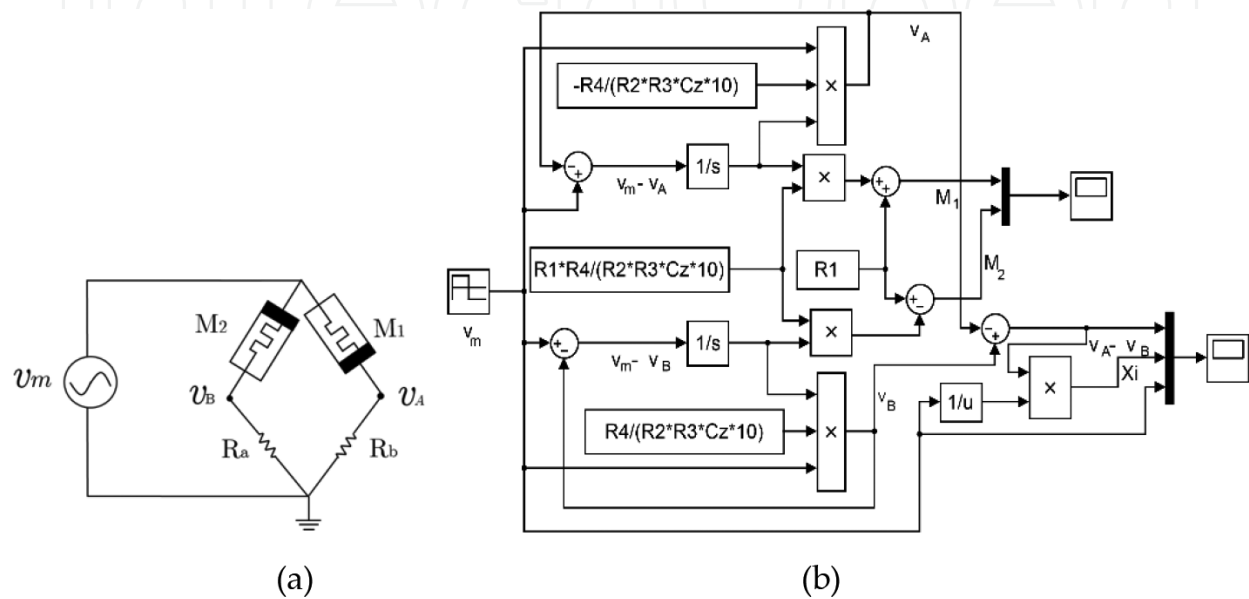 M2
M1
vm
vB
vA
Ra
Rb
(a)
vA
-R4/(R2*R3*Cz*10)
×
- +
vm - vA
1/s
×
+ +
M1
R1*R4/(R2*R3*Cz*10)
R1
M2
vm
+ -
- +
+ -
vm- vB
1/s
×
vA- vB
Xi
×
vB
1/u
R4/(R2*R3*Cz*10)
×
(b)